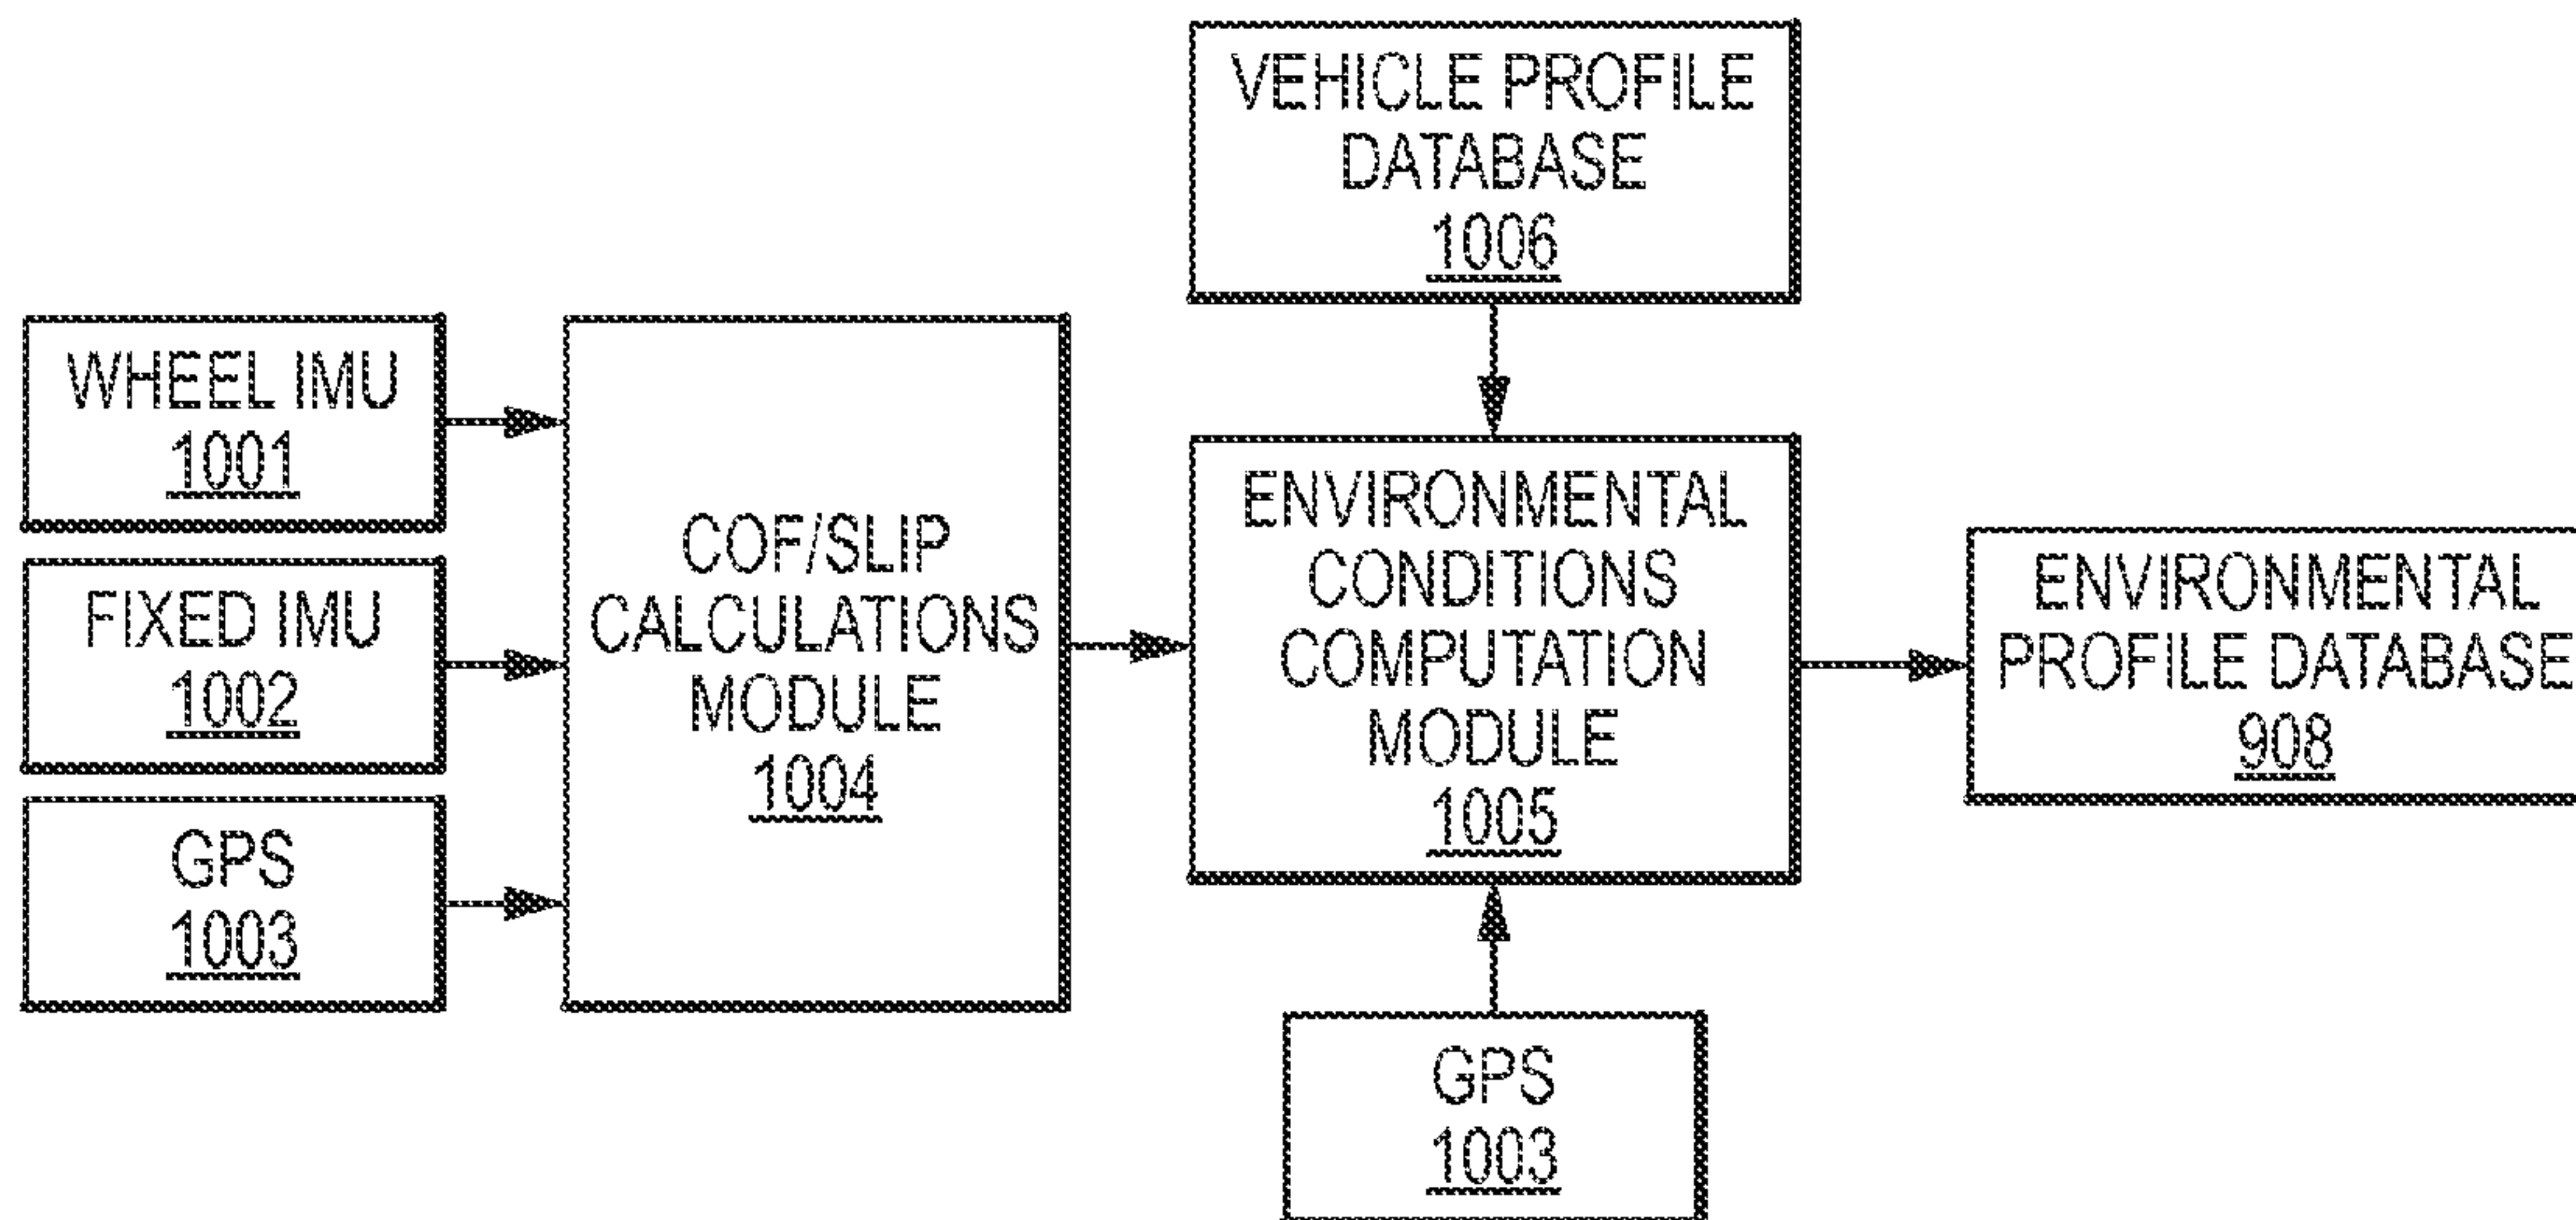 VEHICLE PROFILE
DATABASE
1006
WHEEL IMU
1001
FIXED IMU
1002
GPS
1003
COF/SLIP
CALCULATIONS
MODULE
1004
ENVIRONMENTAL
CONDITIONS
COMPUTATION
MODULE
1005
ENVIRONMENTAL
PROFILE DATABASE
908
GPS
1003